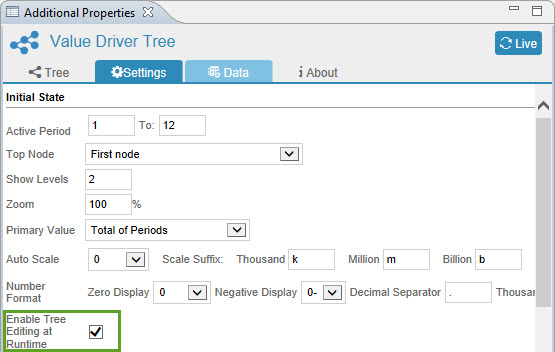 Additional Properties
Value Driver Tree
Live
Tree Settings Data About
Initial State
Active Period 1 To: 12
Top Node First node
Show Levels 2
Zoom 100 %
Primary Value Total of Periods
Auto Scale 0 Scale Suffix: Thousand k Million m Billion b
Number Format Zero Display 0 Negative Display 0- Decimal Separator . Thousan
Enable Tree Editing at Runtime